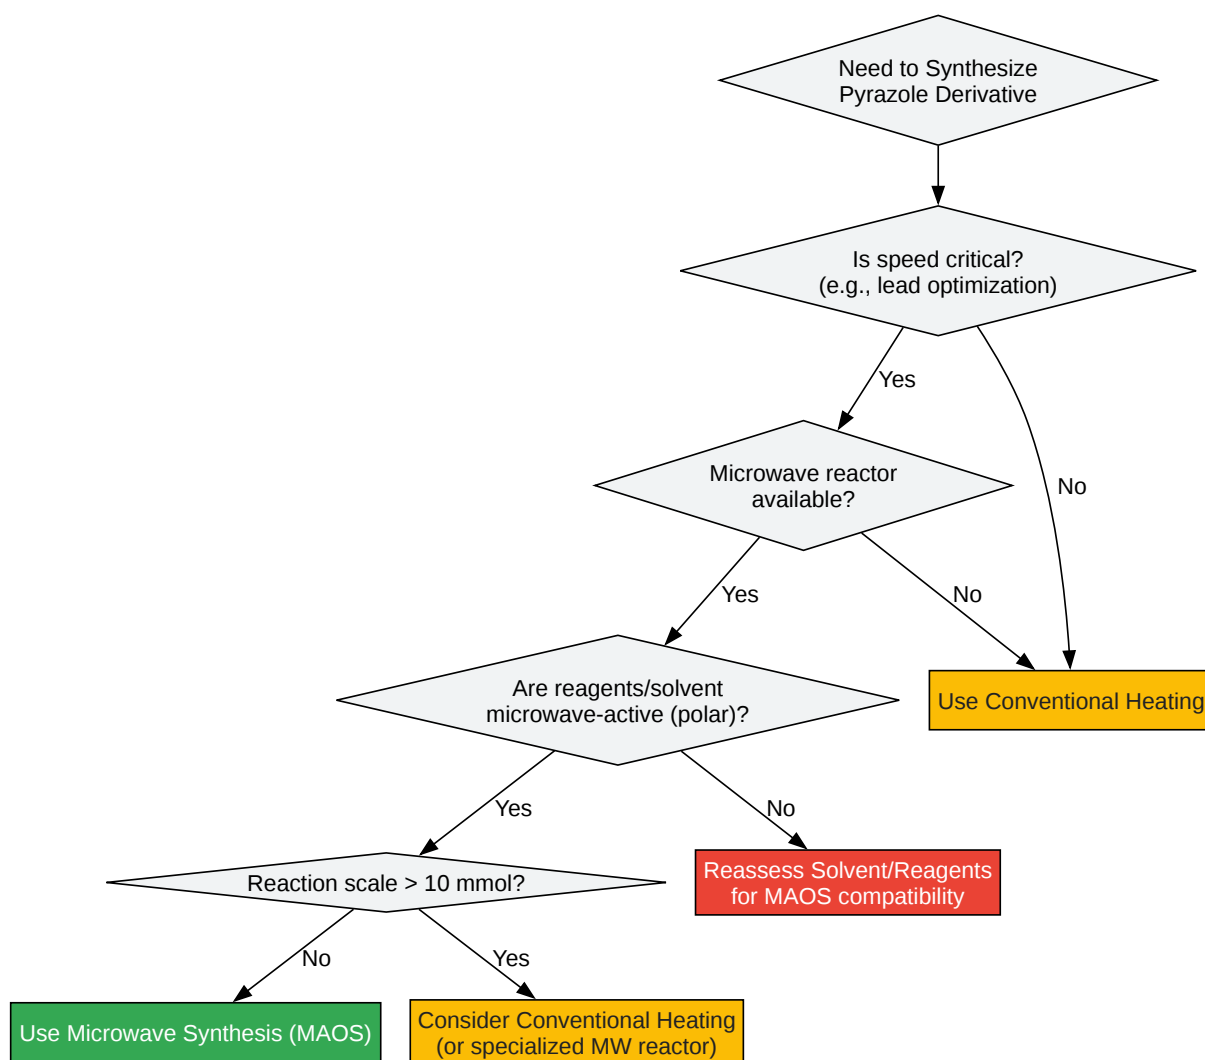 Need to Synthesize
Pyrazole Derivative
Is speed critical?
(e.g., lead optimization)
Yes
No
Microwave reactor
available?
Yes
No
Use Conventional Heating
Are reagents/solvent
microwave-active (polar)?
Yes
No
Reassess Solvent/Reagents
for MAOS compatibility
Reaction scale > 10 mmol?
No
Yes
Use Microwave Synthesis (MAOS)
Consider Conventional Heating
(or specialized MW reactor)